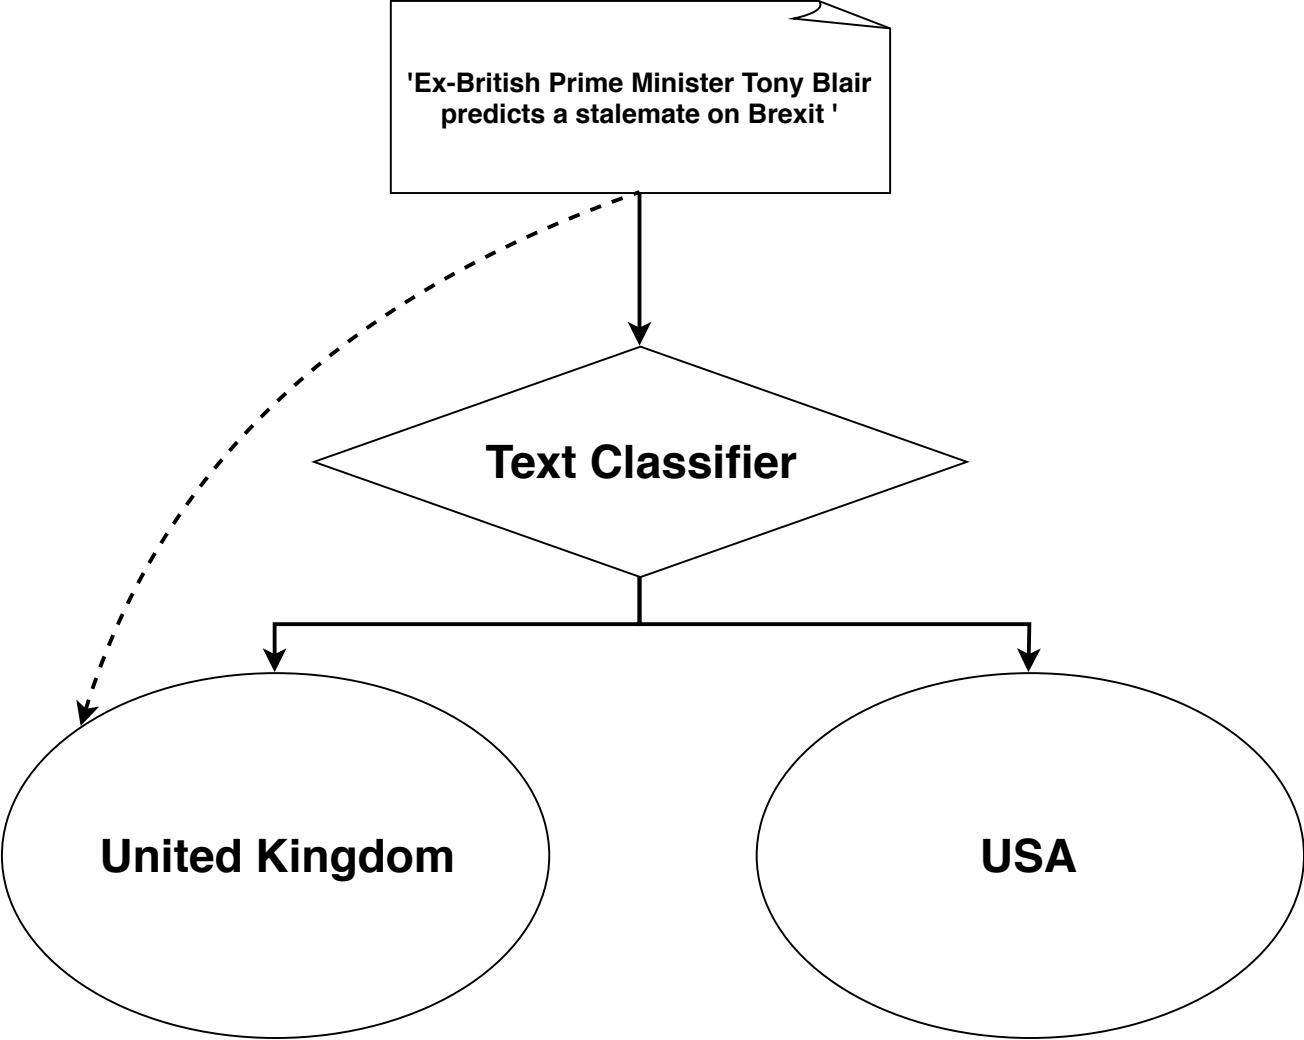 'Ex-British Prime Minister Tony Blair
predicts a stalemate on Brexit '
Text Classifier
United Kingdom
USA